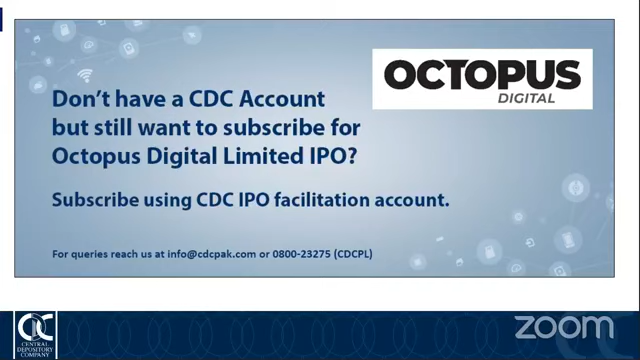 OCTOPUS
DIGITAL
Don't have a CDC Account
but still want to subscribe for
Octopus Digital Limited IPO?
Subscribe using CDC IPO facilitation account.
For queries reach us at info@cdcpak.com or 0800-23275 (CDCPL)
CDC
CENTRAL
DEPOSITORY
COMPANY
zoom